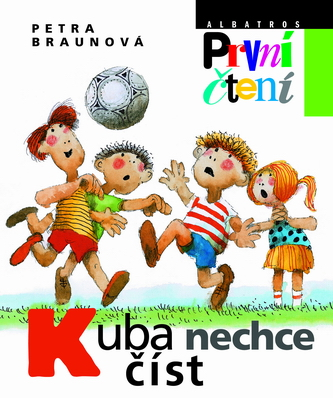 PETRA
BRAUNOVÁ
ALBATROS
První
čtení
Kuba nechce
číst